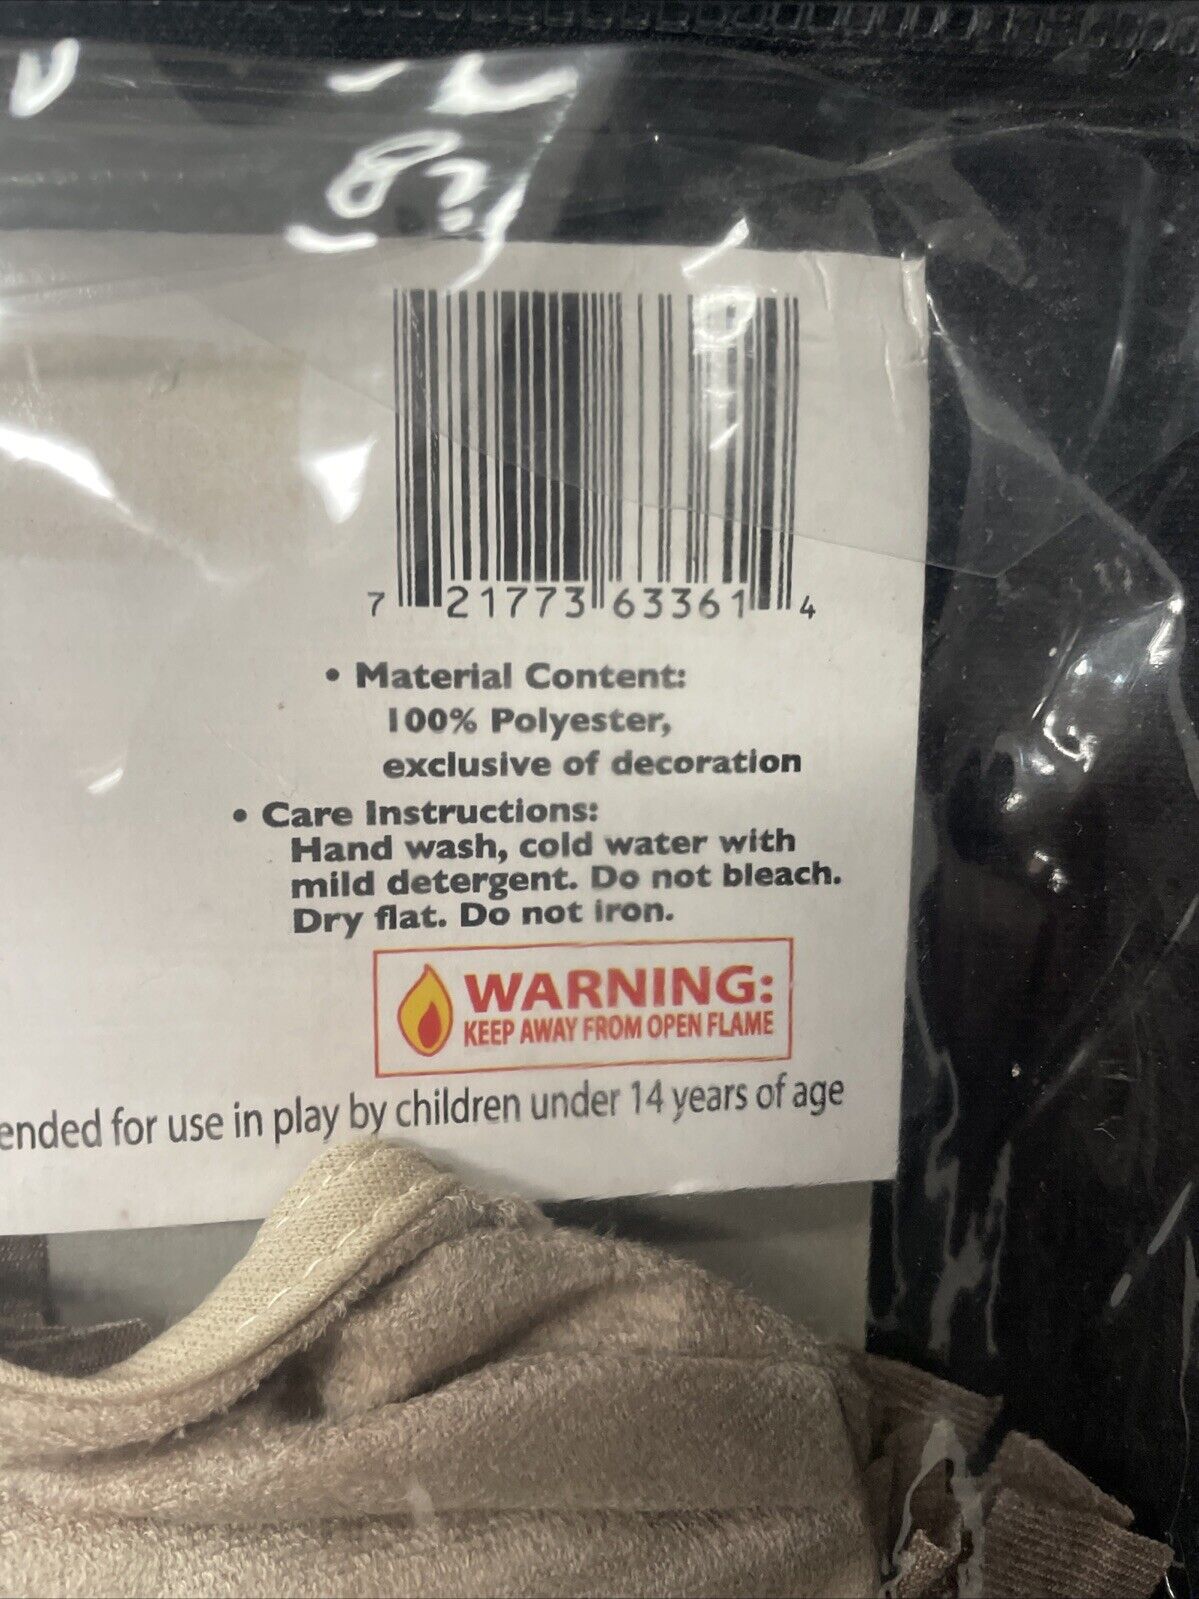 7 21773 63361 4
• Material Content:
100% Polyester,
exclusive of decoration
• Care Instructions:
Hand wash, cold water with
mild detergent. Do not bleach.
Dry flat. Do not iron.
WARNING:
KEEP AWAY FROM OPEN FLAME
for use in play by children under 14 years of age